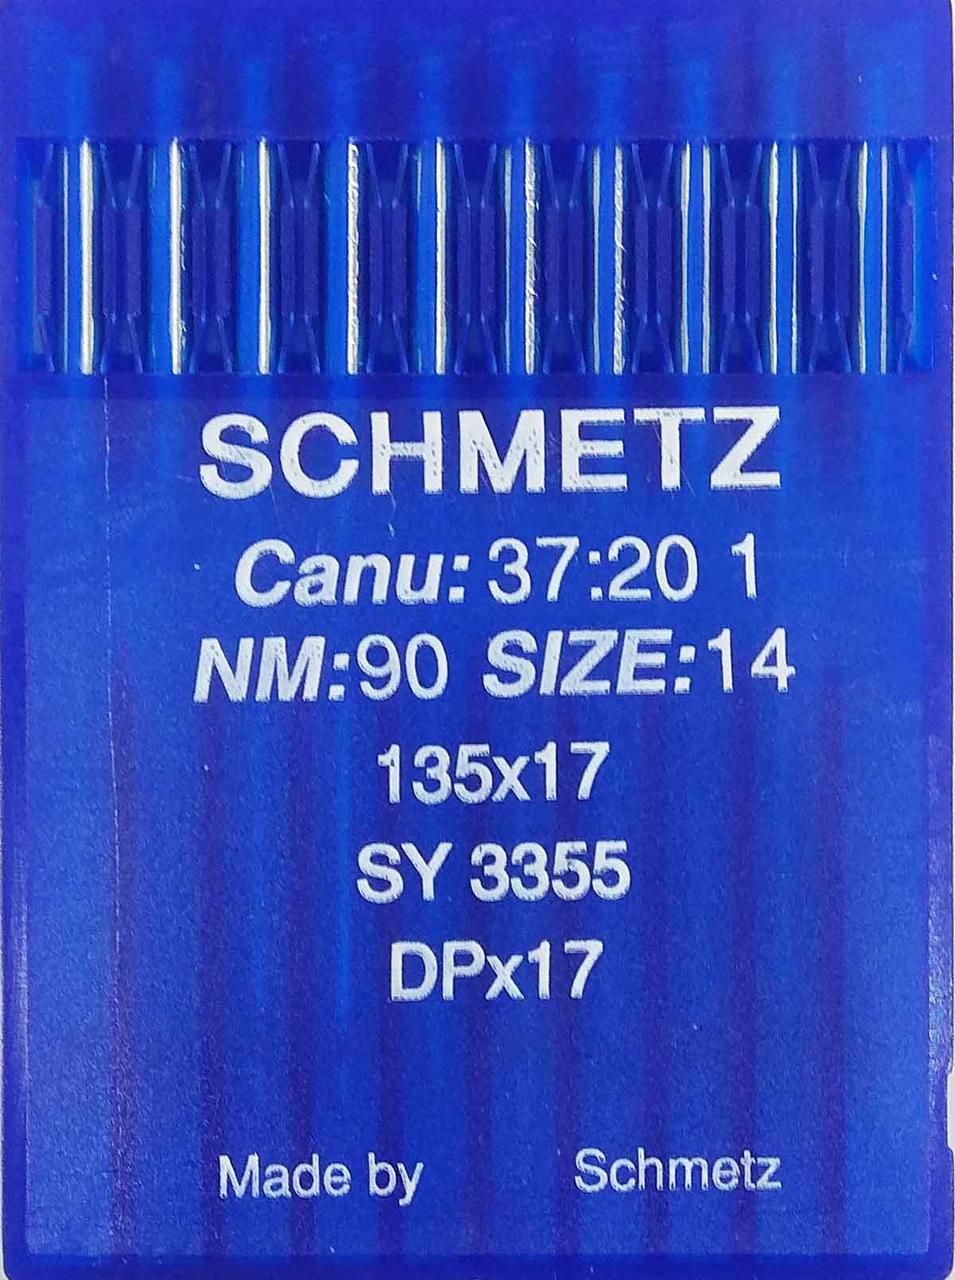 SCHMETZ
Canu: 37:20 1
NM:90 SIZE:14
135x17
SY 3355
DPx17
Made by Schmetz